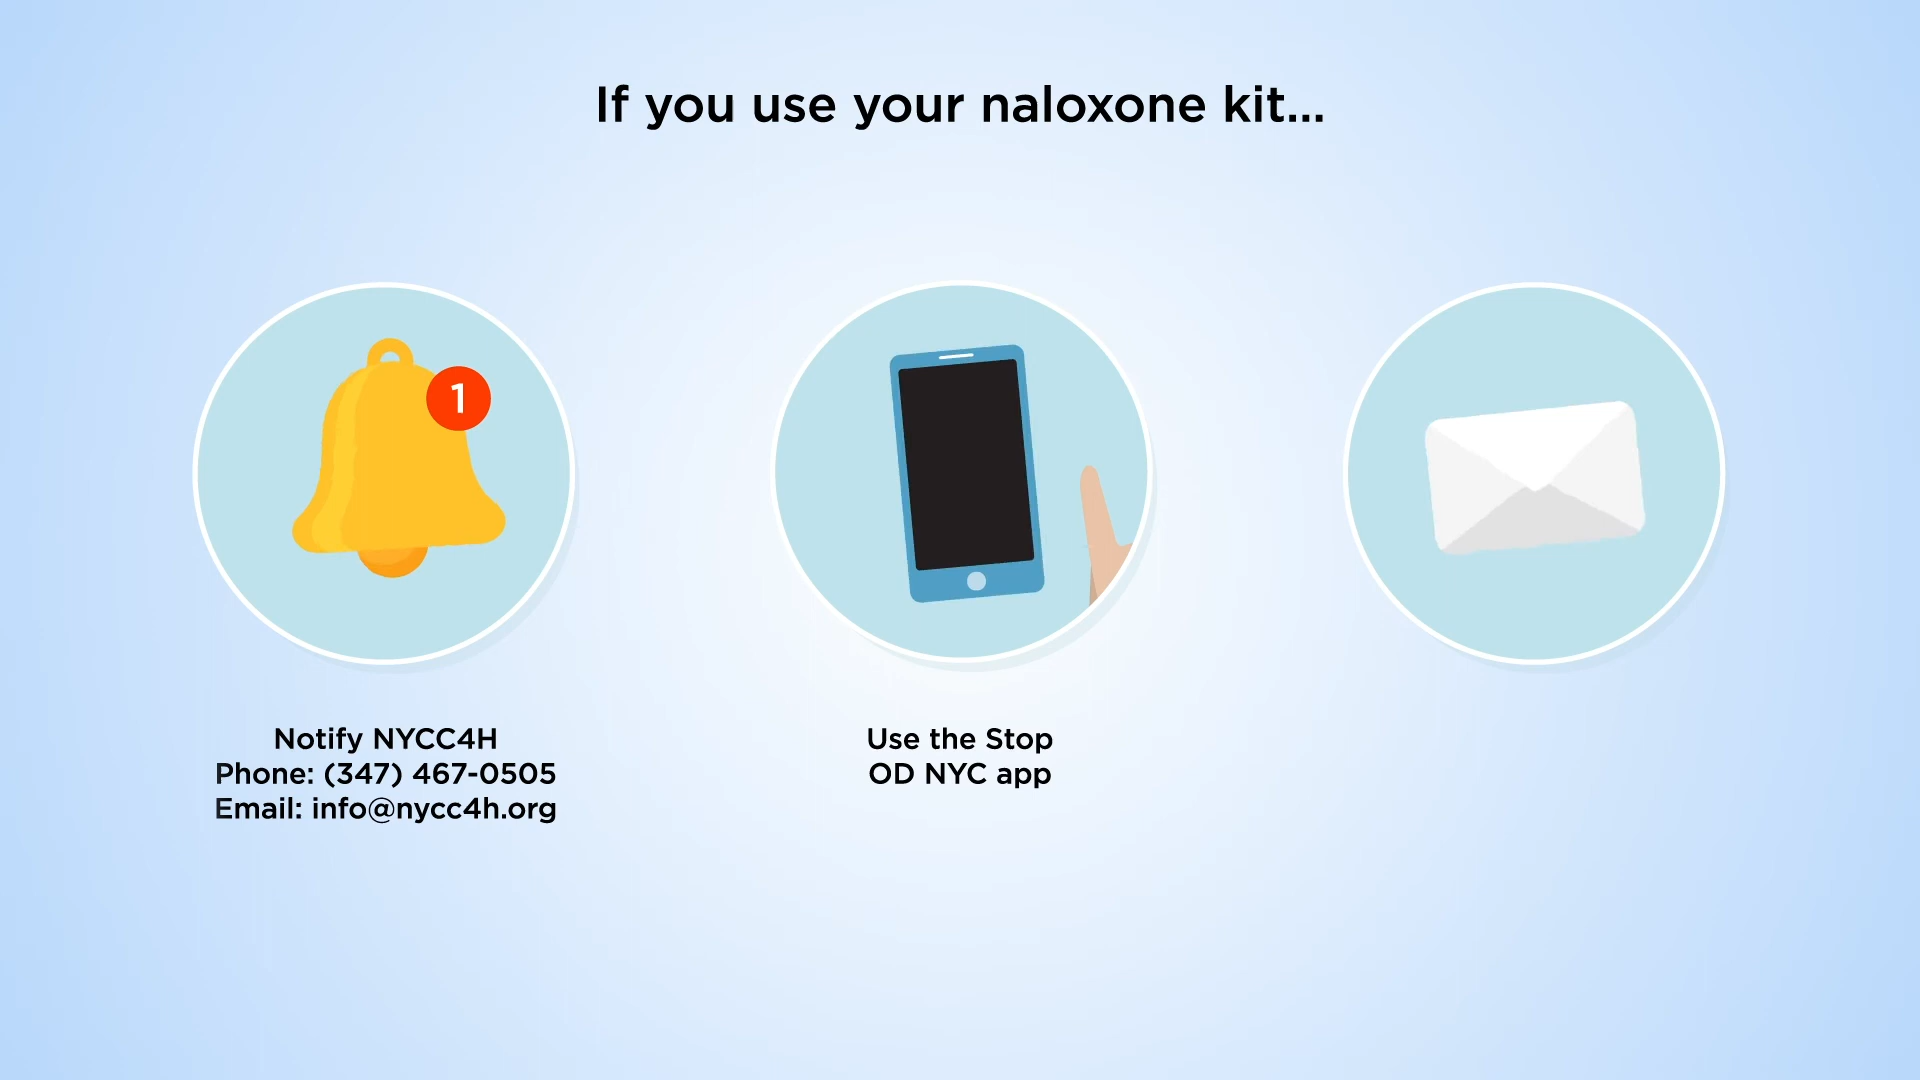 If you use your naloxone kit...
1
Notify NYCC4H
Phone: (347) 467-0505
Email: info@nycc4h.org
Use the Stop
OD NYC app